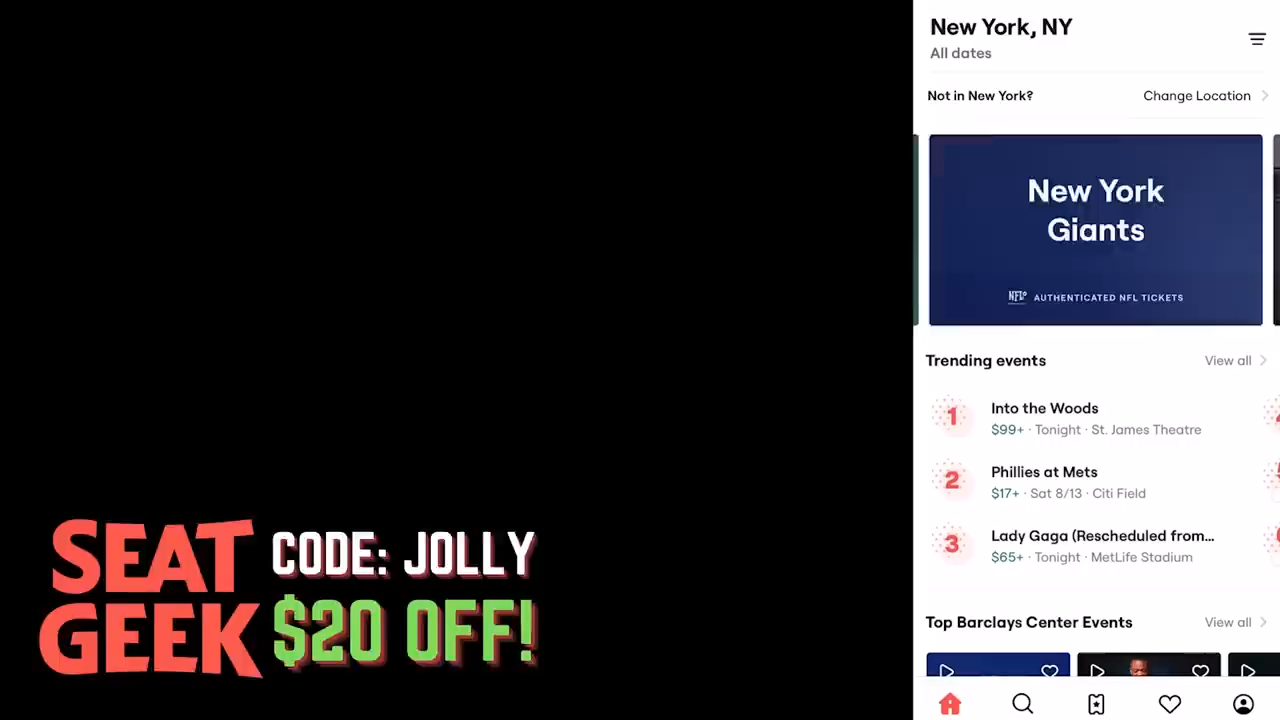 New York, NY
All dates
Not in New York?
Change Location
New York
Giants
NFL AUTHENTICATED NFL TICKETS
Trending events
View all
1
Into the Woods
$99+ · Tonight · St. James Theatre
2
Phillies at Mets
$17+ · Sat 8/13 · Citi Field
3
Lady Gaga (Rescheduled from...
$65+ · Tonight · MetLife Stadium
Top Barclays Center Events
View all
SEAT
GEEK
CODE: JOLLY
$20 OFF!